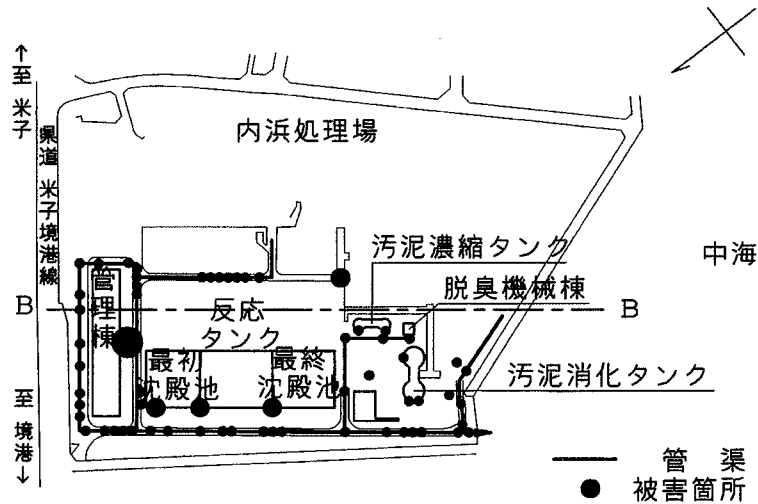 ↑至 米子
県道 米子境港線
至 境港↓
内浜処理場
汚泥濃縮タンク
脱臭機械棟
中海
B
B
管理棟
反応
タンク
最初
沈殿池
最終
沈殿池
汚泥消化タンク
管渠
被害箇所